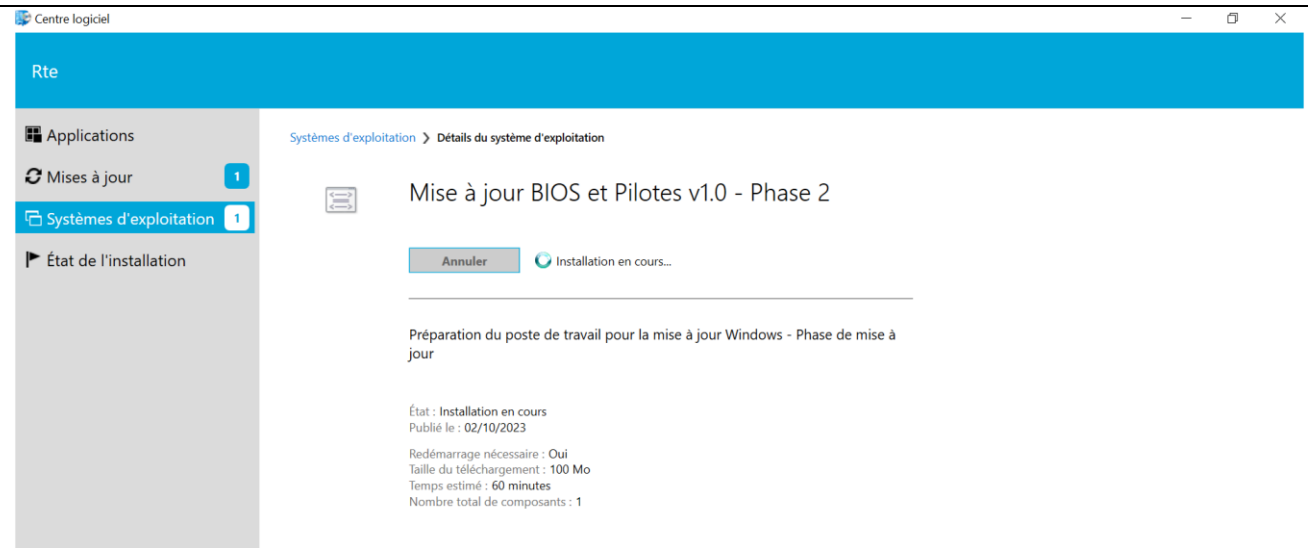 Centre logiciel
Rte
Applications
Mises à jour 1
Systèmes d'exploitation 1
État de l'installation
Systèmes d'exploitation ❯ Détails du système d'exploitation
Mise à jour BIOS et Pilotes v1.0 - Phase 2
Annuler Installation en cours...
Préparation du poste de travail pour la mise à jour Windows - Phase de mise à
jour
État : Installation en cours
Publié le : 02/10/2023
Redémarrage nécessaire : Oui
Taille du téléchargement : 100 Mo
Temps estimé : 60 minutes
Nombre total de composants : 1